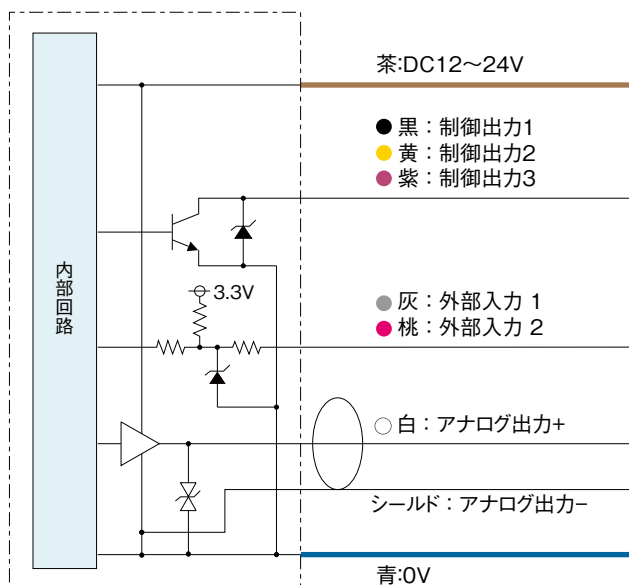 茶:DC12～24V
黒：制御出力1
黄：制御出力2
紫：制御出力3
内部回路
3.3V
灰：外部入力 1
桃：外部入力 2
白：アナログ出力+
シールド：アナログ出力−
青:0V